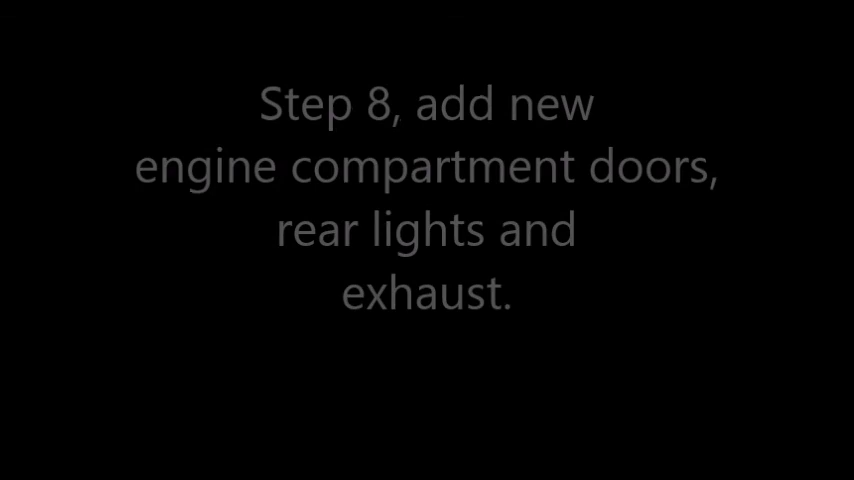 Step 8, add new
engine compartment doors,
rear lights and
exhaust.